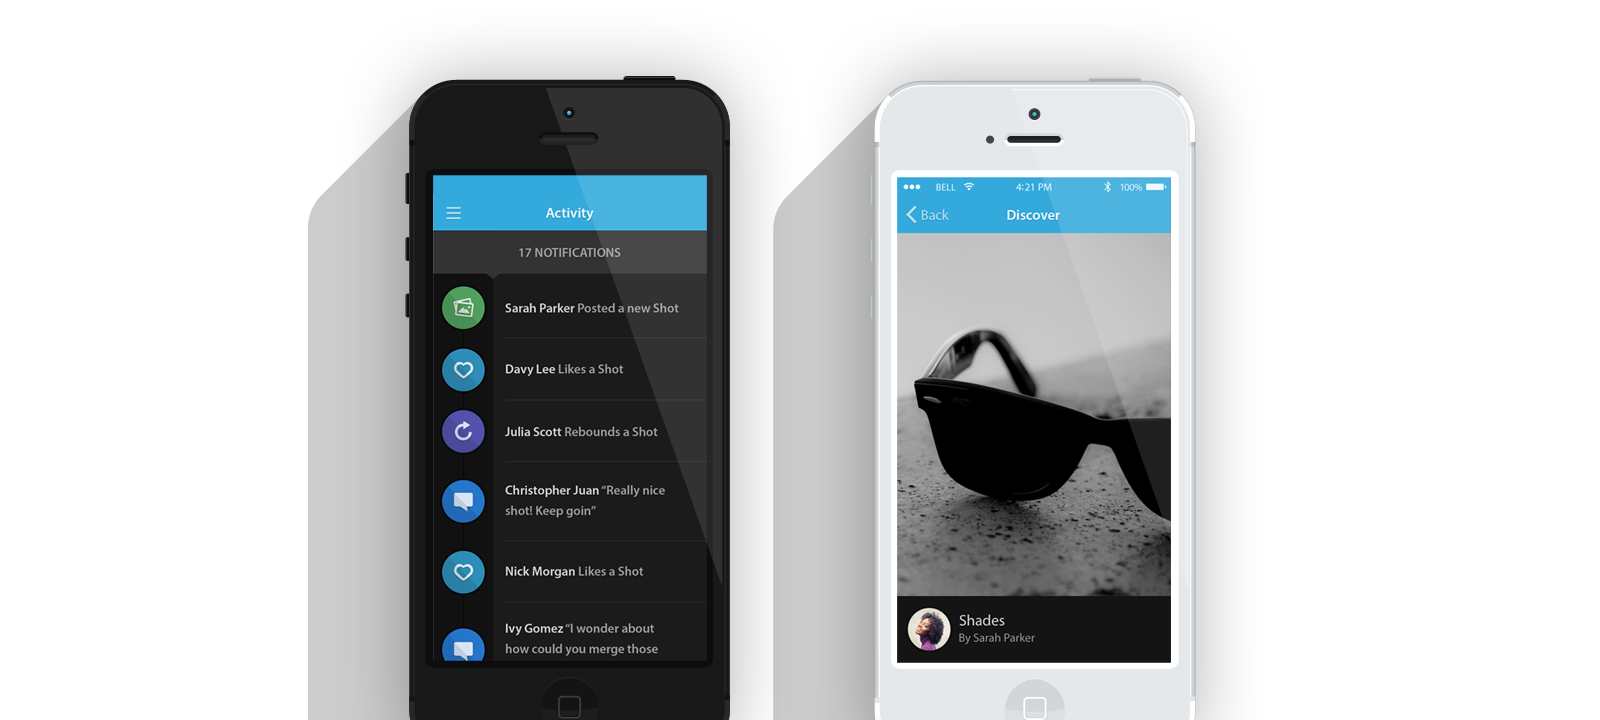 Activity
17 NOTIFICATIONS
Sarah Parker Posted a new Shot
Davy Lee Likes a Shot
Julia Scott Rebounds a Shot
Christopher Juan “Really nice
shot! Keep goin”
Nick Morgan Likes a Shot
Ivy Gomez “I wonder about
how could you merge those
BELL 4:21 PM 100%
Back Discover
Shades
By Sarah Parker